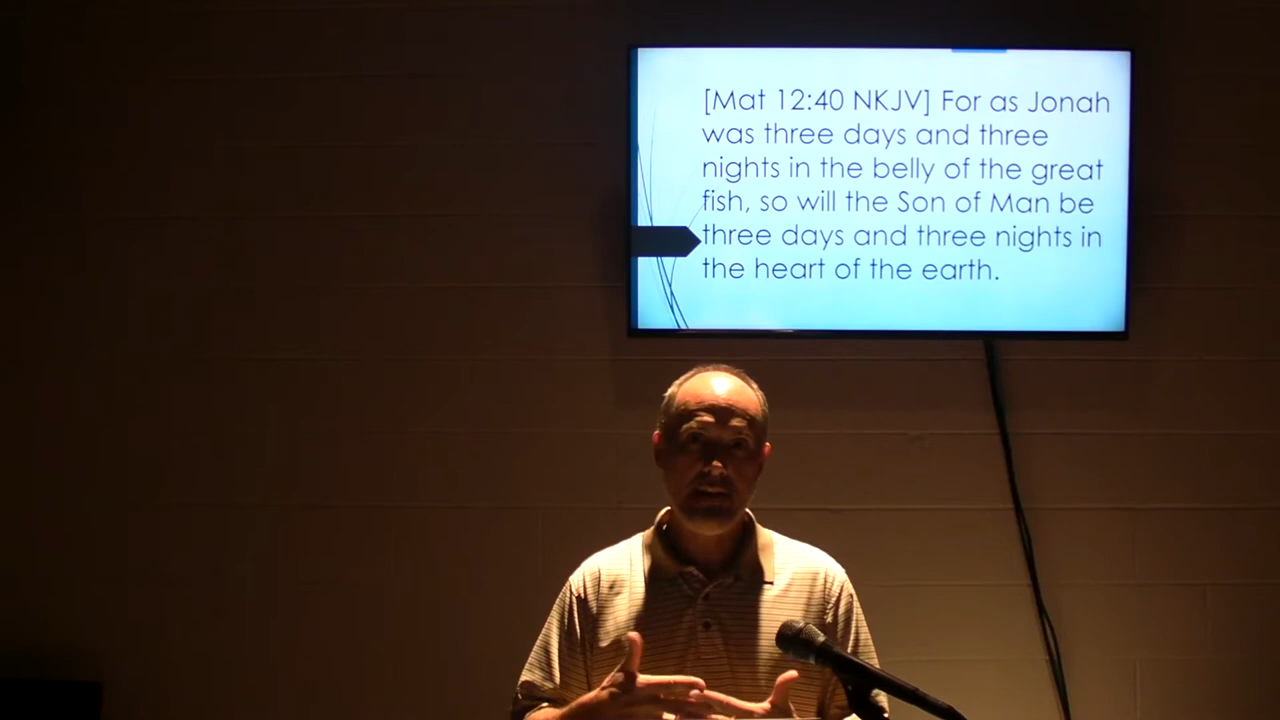 [Mat 12:40 NKJV] For as Jonah
was three days and three
nights in the belly of the great
fish, so will the Son of Man be
three days and three nights in
the heart of the earth.